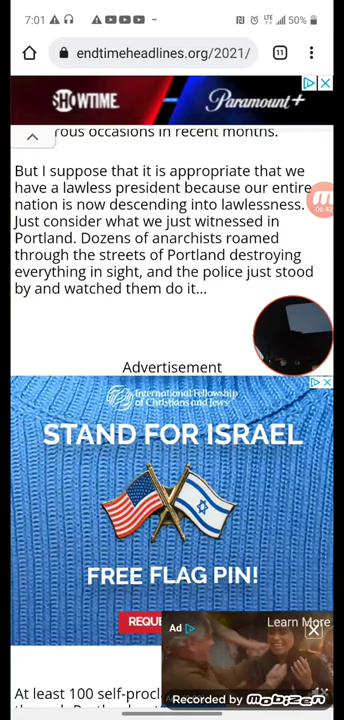 7:01
LTE
50%
endtimeheadlines.org/2021/
11
SHOWTIME
Paramount+
rous occasions in recent months.
But I suppose that it is appropriate that we
have a lawless president because our entire
nation is now descending into lawlessness.
Just consider what we just witnessed in
Portland. Dozens of anarchists roamed
through the streets of Portland destroying
everything in sight, and the police just stood
by and watched them do it...
06:42
Advertisement
International Fellowship
of Christians and Jews
STAND FOR ISRAEL
FREE FLAG PIN!
REQUE
Ad
Learn More
Recorded by mobizen
At least 100 self-procl